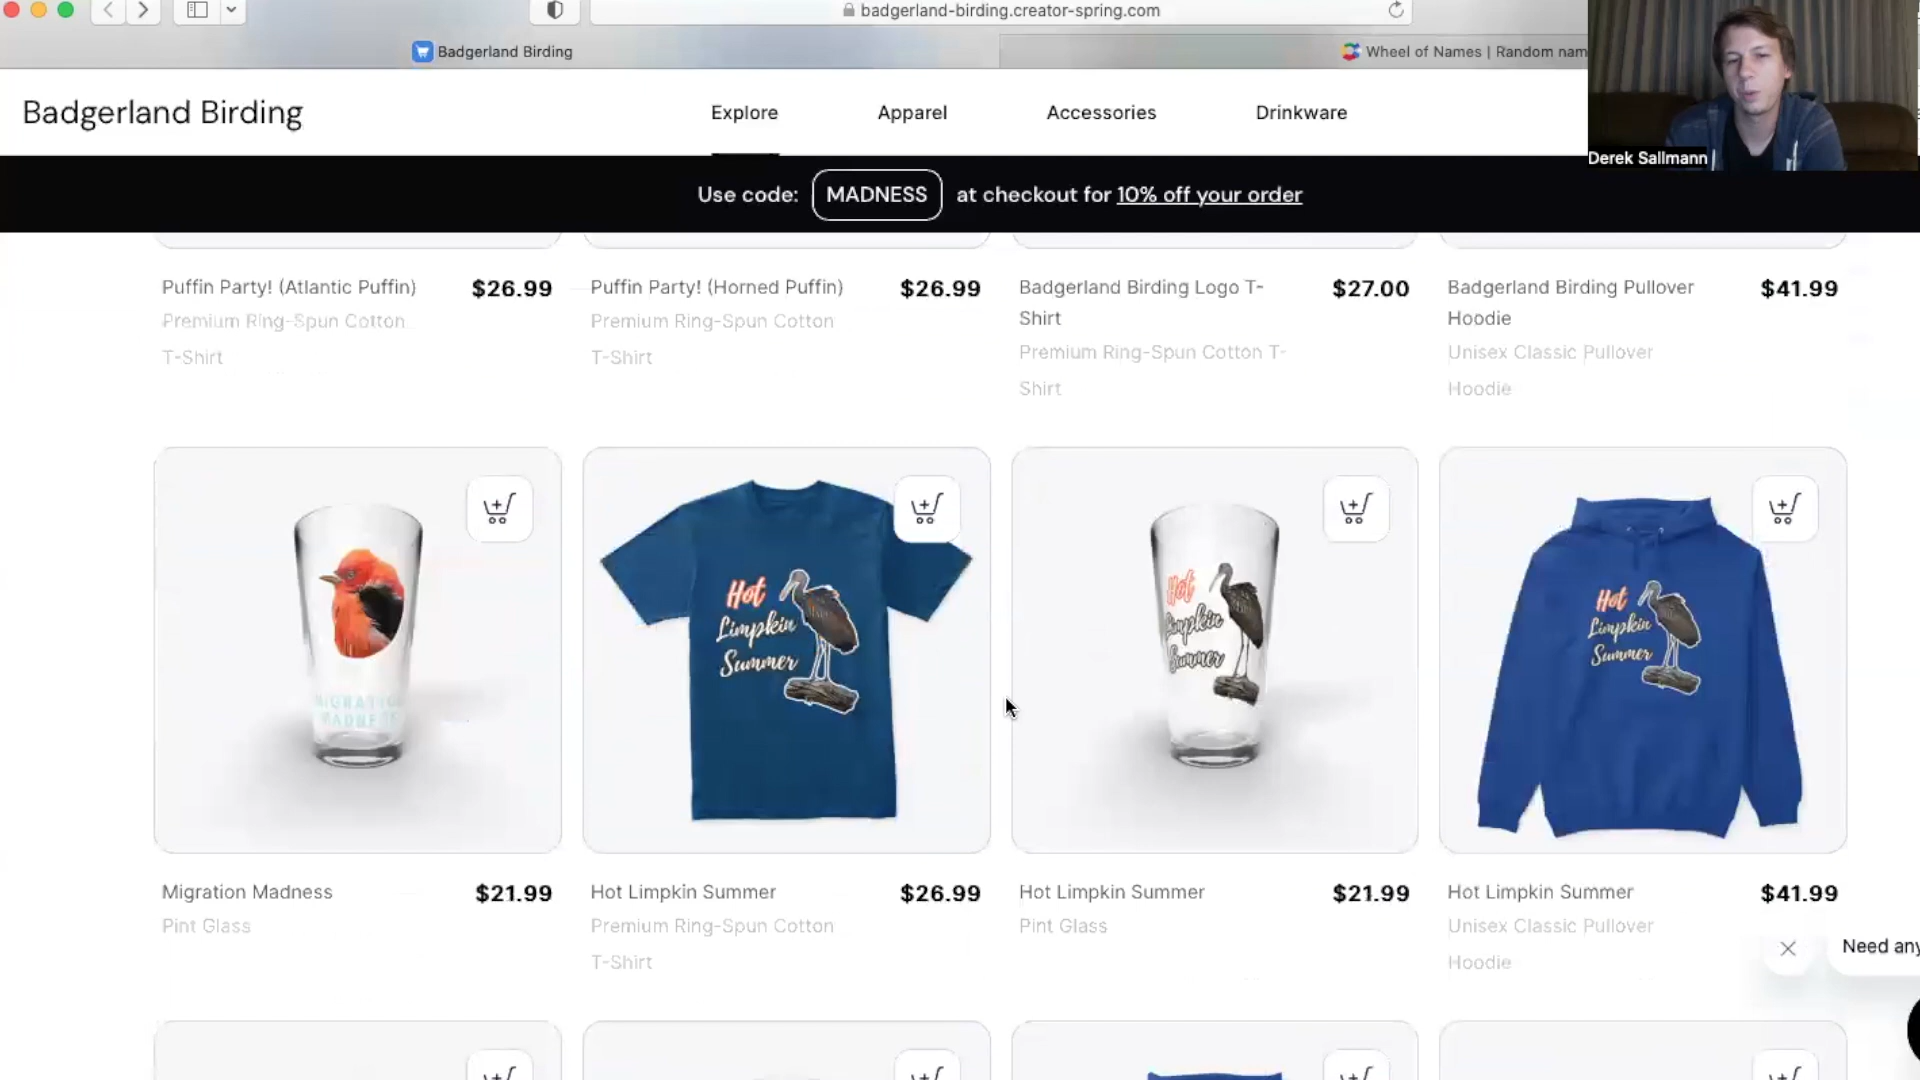 badgerland-birding.creator-spring.com
Badgerland Birding
Wheel of Names | Random nam
Derek Sallmann
Badgerland Birding
Explore
Apparel
Accessories
Drinkware
Use code: MADNESS at checkout for 10% off your order
Puffin Party! (Atlantic Puffin) $26.99
Premium Ring-Spun Cotton
T-Shirt
Puffin Party! (Horned Puffin) $26.99
Premium Ring-Spun Cotton
T-Shirt
Badgerland Birding Logo T- $27.00
Shirt
Premium Ring-Spun Cotton T-
Shirt
Badgerland Birding Pullover $41.99
Hoodie
Unisex Classic Pullover
Hoodie
MIGRATION
MADNESS
Hot
Limpkin
Summer
Hot
Limpkin
Summer
Hot
Limpkin
Summer
Migration Madness $21.99
Pint Glass
Hot Limpkin Summer $26.99
Premium Ring-Spun Cotton
T-Shirt
Hot Limpkin Summer $21.99
Pint Glass
Hot Limpkin Summer $41.99
Unisex Classic Pullover
Hoodie
Need any